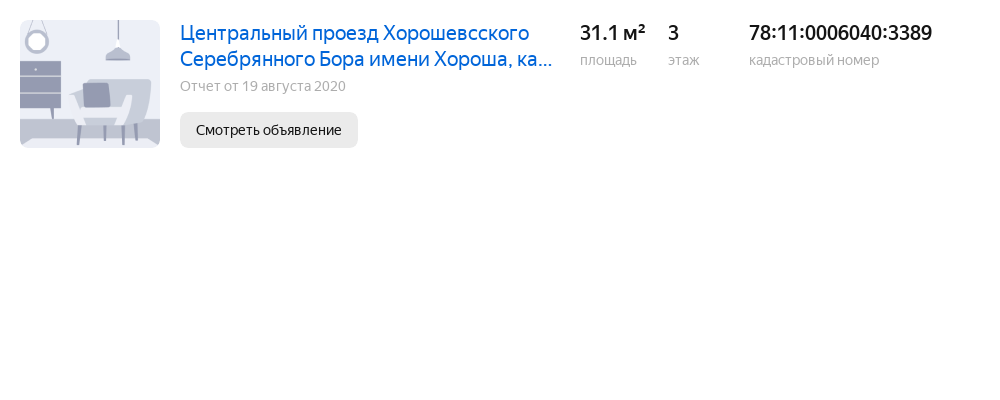 Центральный проезд Хорошевсского
Серебрянного Бора имени Хороша, ка...
Отчет от 19 августа 2020
Смотреть объявление
31.1 м²
площадь
3
этаж
78:11:0006040:3389
кадастровый номер